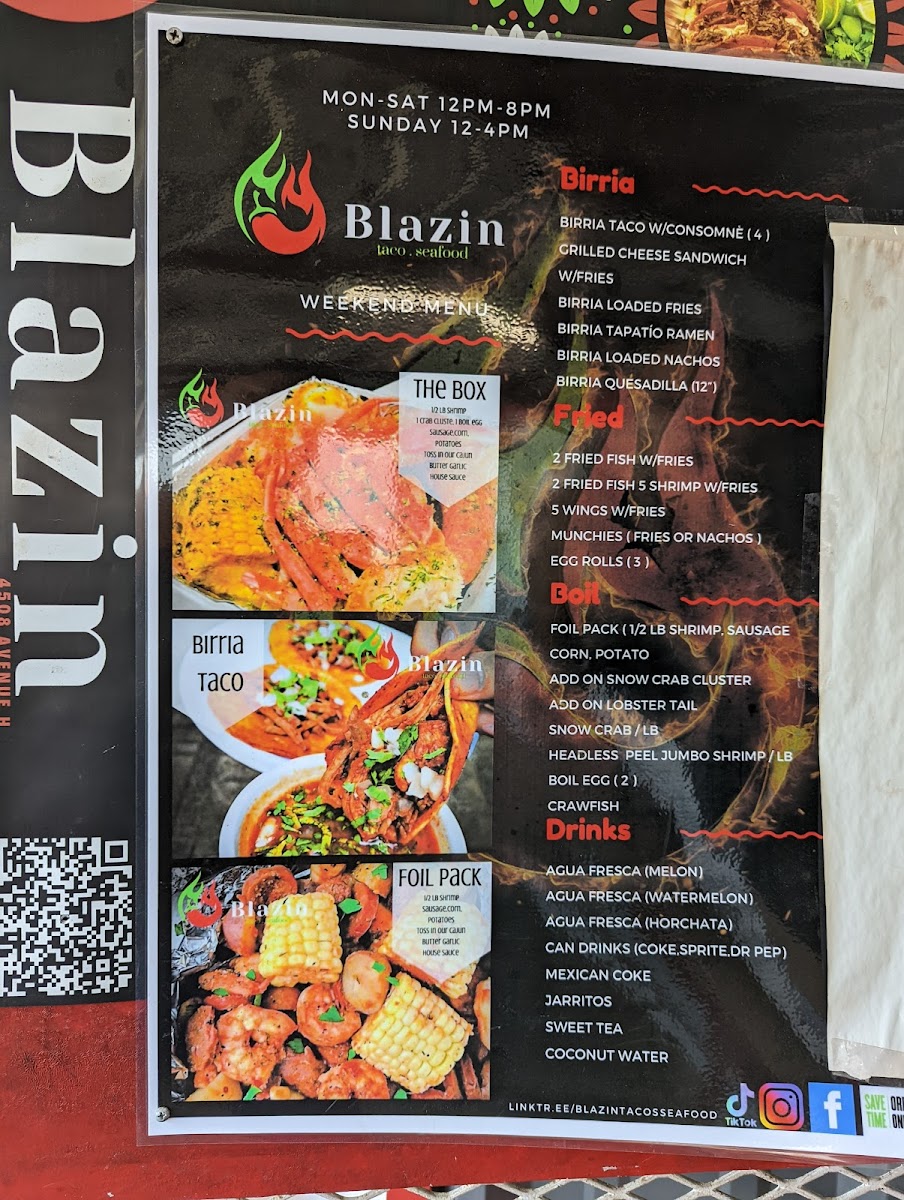 Blazin
4508 AVENUE H
MON-SAT 12PM-8PM
SUNDAY 12-4PM
Blazin
taco . seafood
WEEKEND MENU
Blazin
THE BOX
1/2 LB SHRIMP
1 CRAB CLUSTE, 1 BOIL EGG
SAUSAGE,CORN,
POTATOES
TOSS IN OUR CAJUN
BUTTER GARLIC
HOUSE SAUCE
BIRRIA
TACO
Blazin
FOIL PACK
1/2 LB SHRIMP
SAUSAGE,CORN,
POTATOES
TOSS IN OUR CAJUN
BUTTER GARLIC
HOUSE SAUCE
Blazin
Birria
BIRRIA TACO W/CONSOMNÈ ( 4 )
GRILLED CHEESE SANDWICH
W/FRIES
BIRRIA LOADED FRIES
BIRRIA TAPATÍO RAMEN
BIRRIA LOADED NACHOS
BIRRIA QUESADILLA (12")
Fried
2 FRIED FISH W/FRIES
2 FRIED FISH 5 SHRIMP W/FRIES
5 WINGS W/FRIES
MUNCHIES ( FRIES OR NACHOS )
EGG ROLLS ( 3 )
Boil
FOIL PACK ( 1/2 LB SHRIMP, SAUSAGE
CORN, POTATO
ADD ON SNOW CRAB CLUSTER
ADD ON LOBSTER TAIL
SNOW CRAB / LB
HEADLESS PEEL JUMBO SHRIMP / LB
BOIL EGG ( 2 )
CRAWFISH
Drinks
AGUA FRESCA (MELON)
AGUA FRESCA (WATERMELON)
AGUA FRESCA (HORCHATA)
CAN DRINKS (COKE,SPRITE,DR PEP)
MEXICAN COKE
JARRITOS
SWEET TEA
COCONUT WATER
LINKTR.EE/BLAZINTACOSSEAFOOD
TikTok
SAVE
TIME